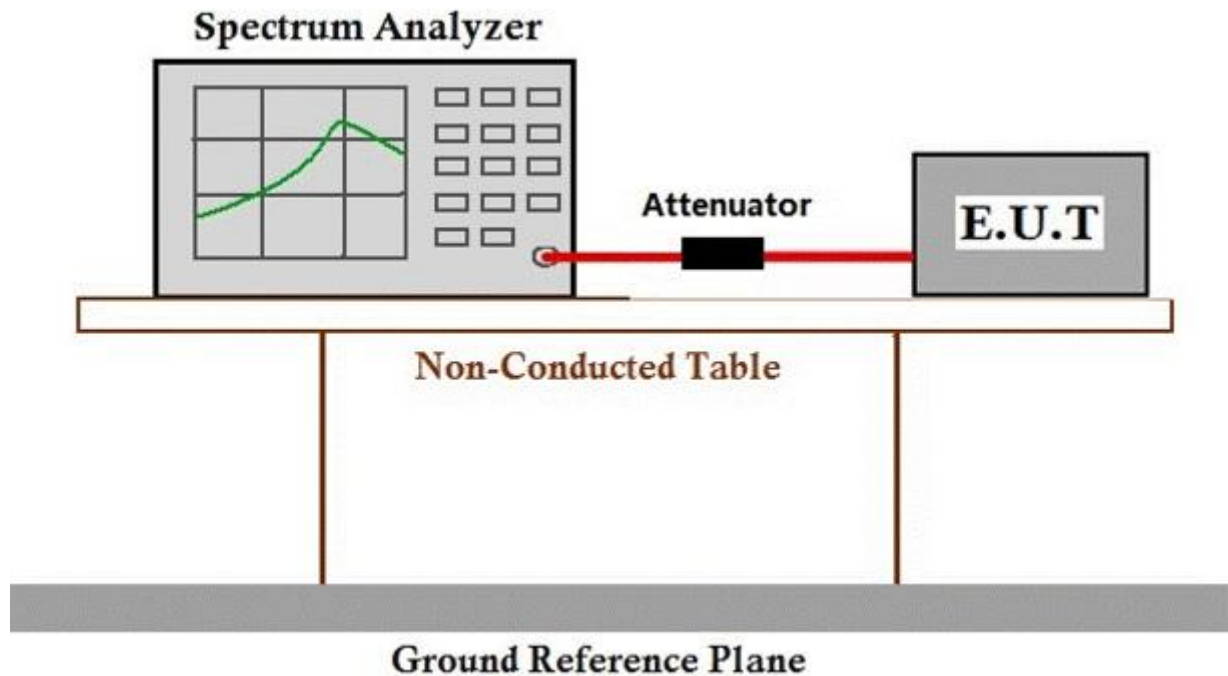 Spectrum Analyzer
Attenuator
E.U.T
Non-Conducted Table
Ground Reference Plane